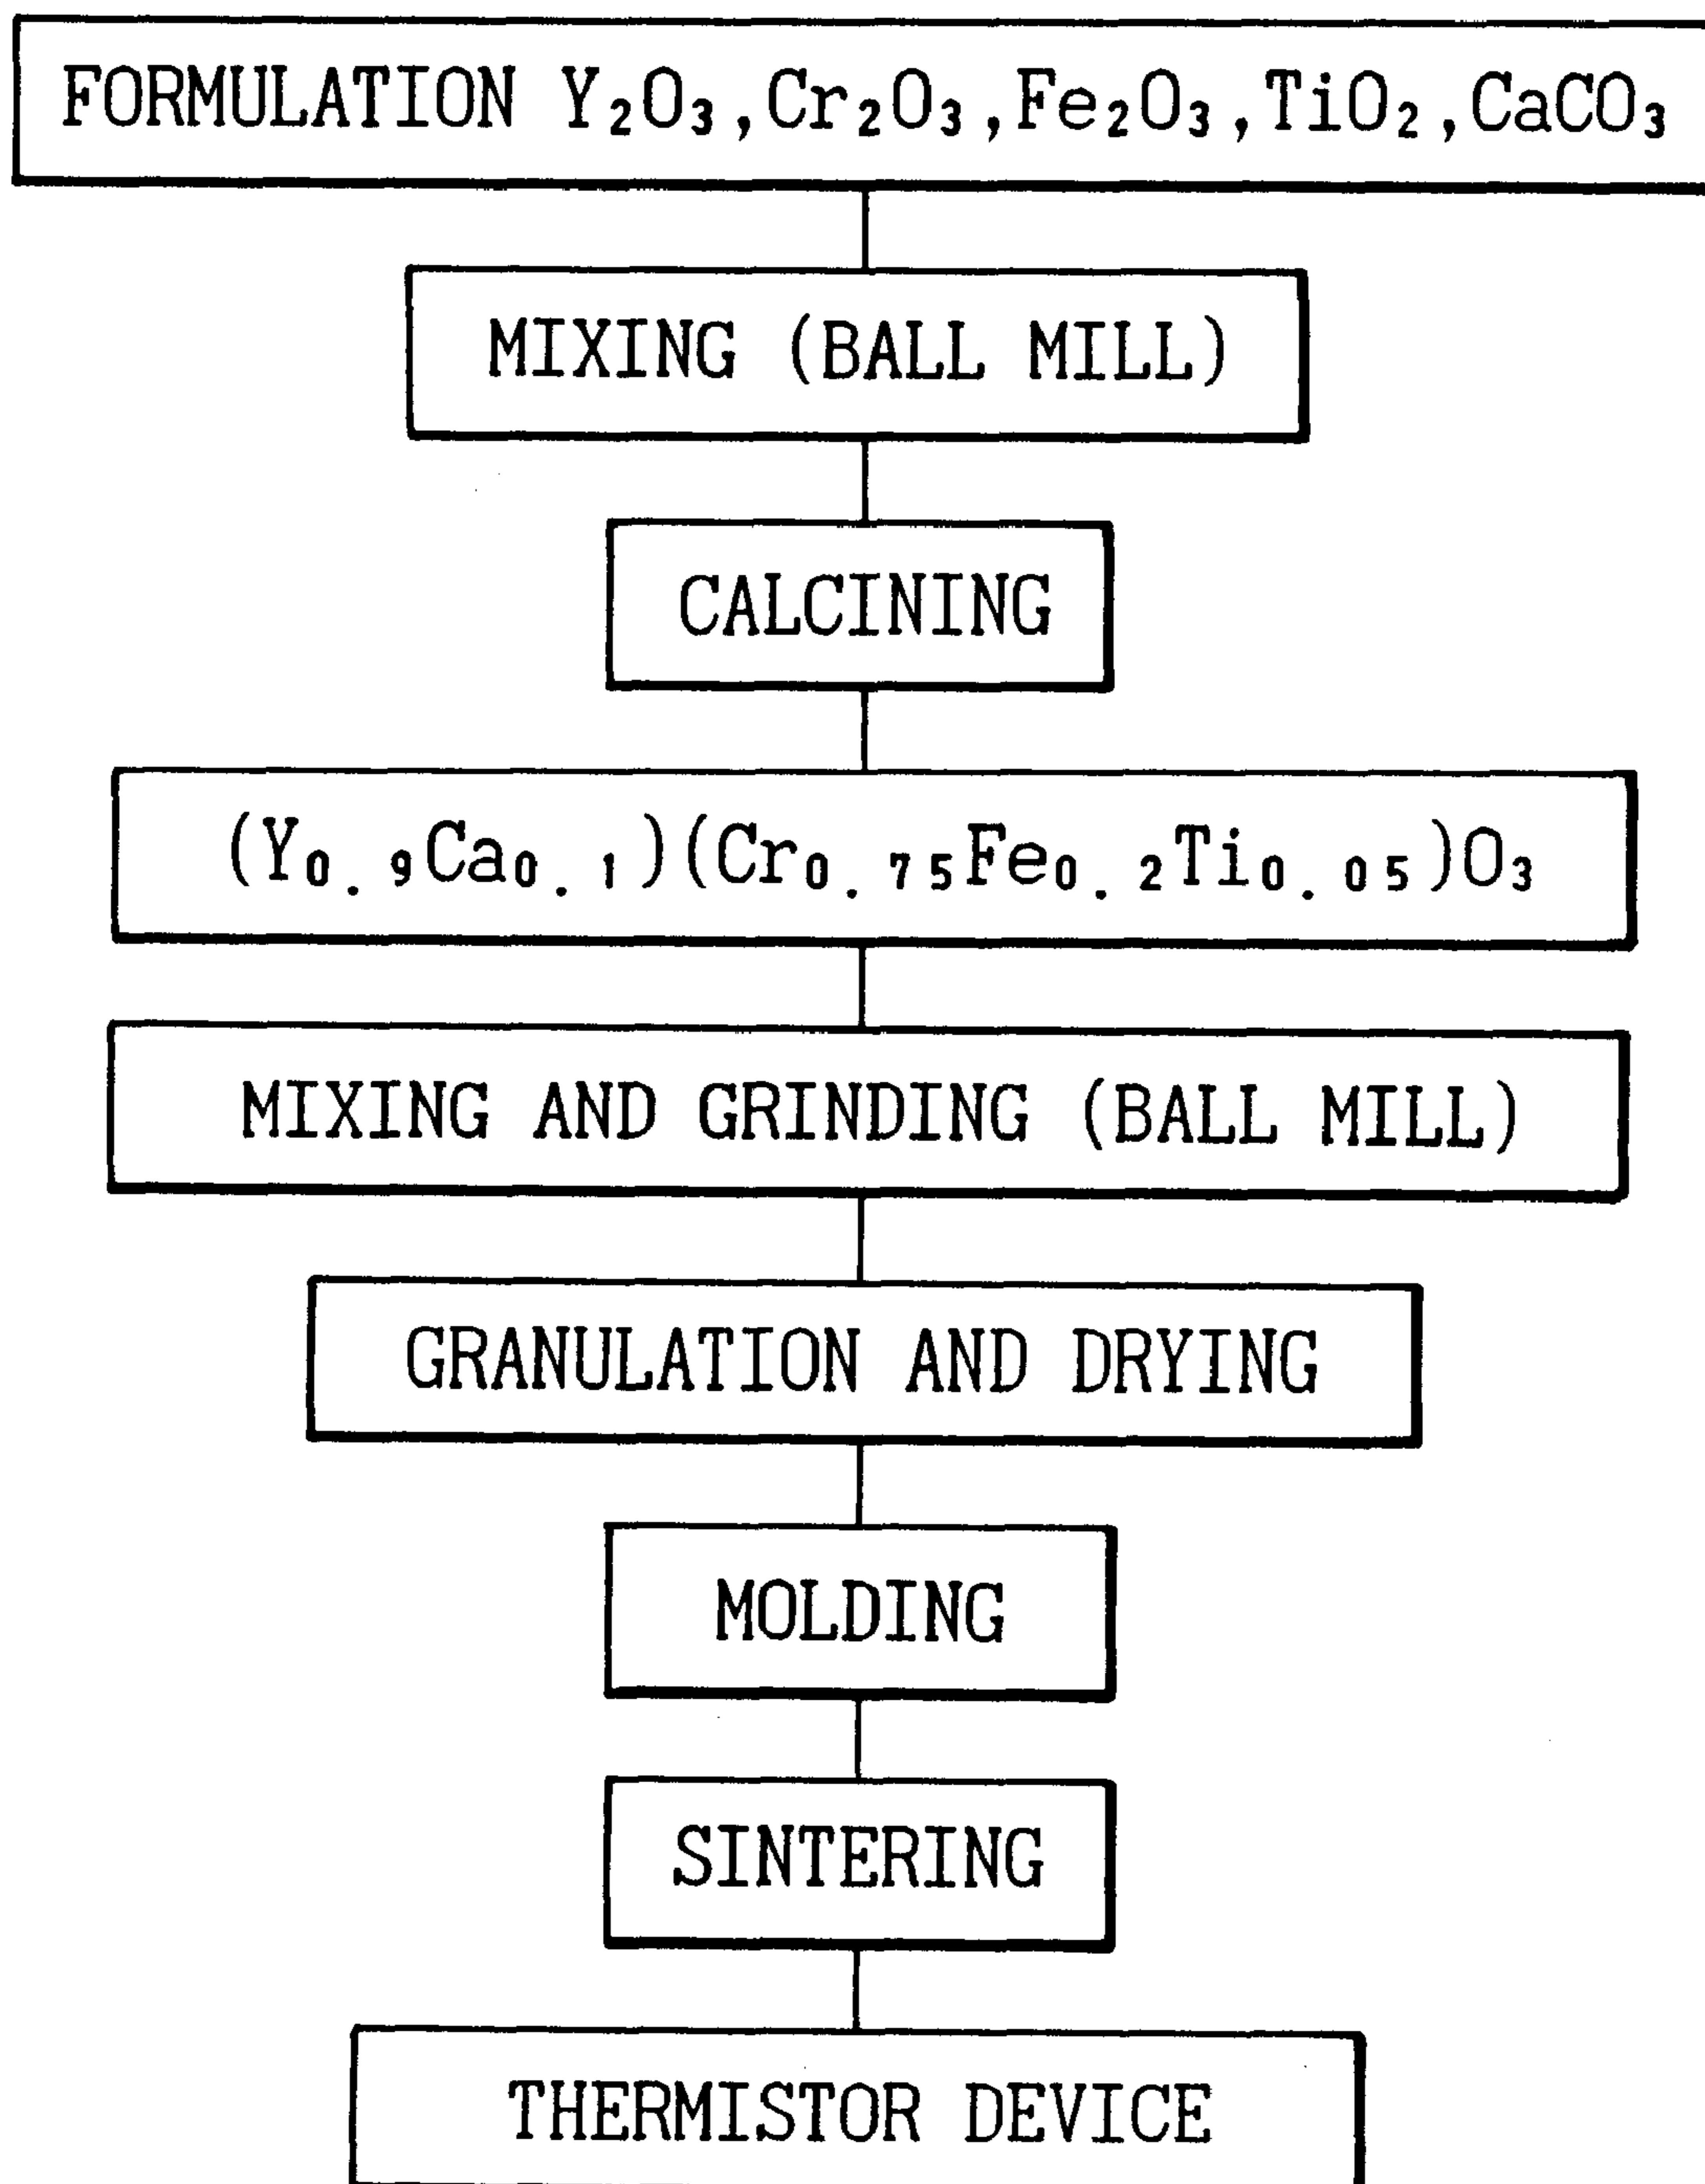 FORMULATION Y₂O₃,Cr₂O₃,Fe₂O₃,TiO₂,CaCO₃
MIXING (BALL MILL)
CALCINING
(Y₀.₉Ca₀.₁)(Cr₀.₇₅Fe₀.₂Ti₀.₀₅)O₃
MIXING AND GRINDING (BALL MILL)
GRANULATION AND DRYING
MOLDING
SINTERING
THERMISTOR DEVICE